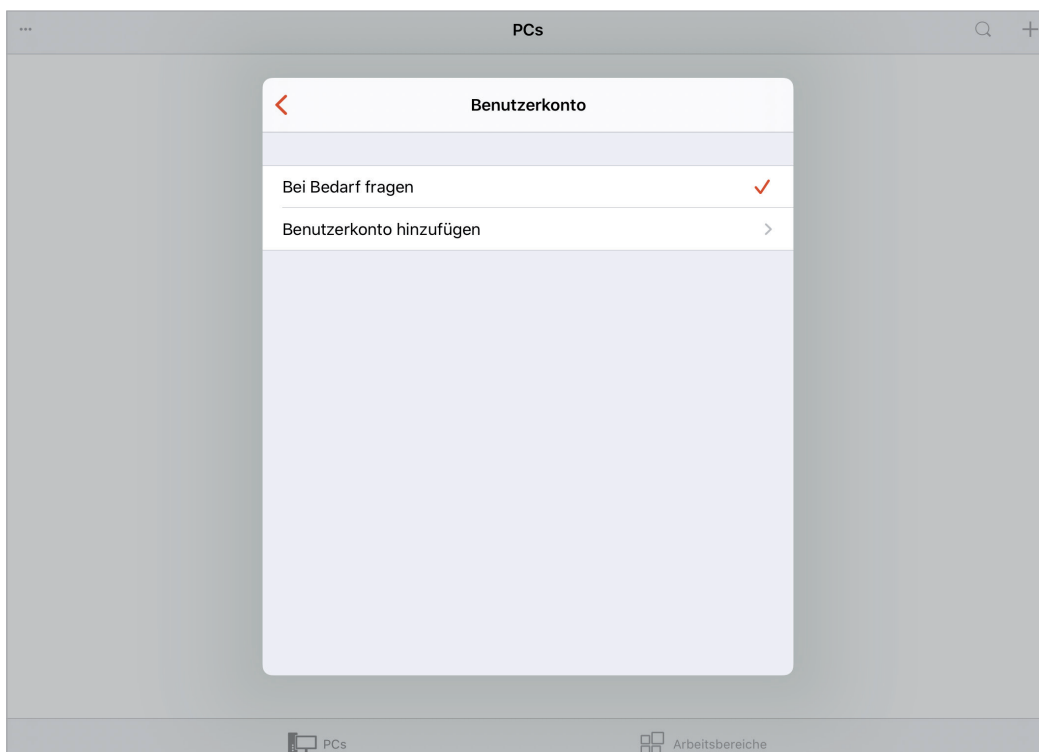 PCs
Benutzerkonto
Bei Bedarf fragen
Benutzerkonto hinzufügen
PCs
Arbeitsbereiche